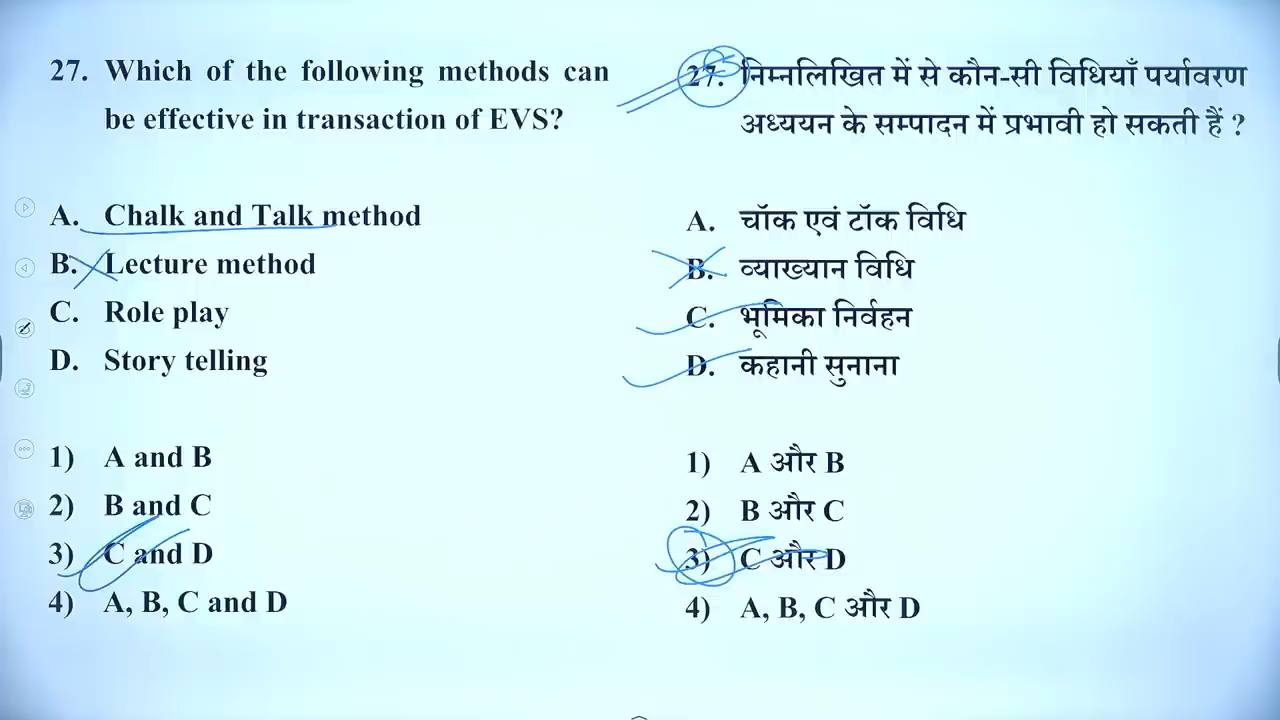 27. Which of the following methods can
be effective in transaction of EVS?
A. Chalk and Talk method
B. Lecture method
C. Role play
D. Story telling
1) A and B
2) B and C
3) C and D
4) A, B, C and D
27. निम्नलिखित में से कौन-सी विधियाँ पर्यावरण
अध्ययन के सम्पादन में प्रभावी हो सकती हैं ?
A. चॉक एवं टॉक विधि
B. व्याख्यान विधि
C. भूमिका निर्वहन
D. कहानी सुनाना
1) A और B
2) B और C
3) C और D
4) A, B, C और D